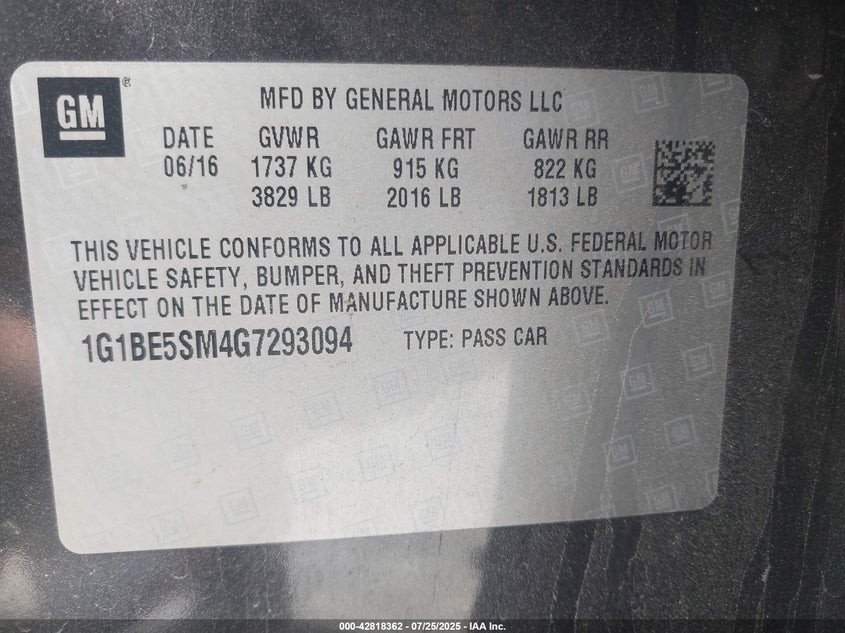 GM®
MFD BY GENERAL MOTORS LLC
DATE GVWR GAWR FRT GAWR RR
06/16 1737 KG 915 KG 822 KG
3829 LB 2016 LB 1813 LB
THIS VEHICLE CONFORMS TO ALL APPLICABLE U.S. FEDERAL MOTOR
VEHICLE SAFETY, BUMPER, AND THEFT PREVENTION STANDARDS IN
EFFECT ON THE DATE OF MANUFACTURE SHOWN ABOVE.
1G1BE5SM4G7293094 TYPE: PASS CAR
000-42818362 / 07/25/2025 - IAA Inc.